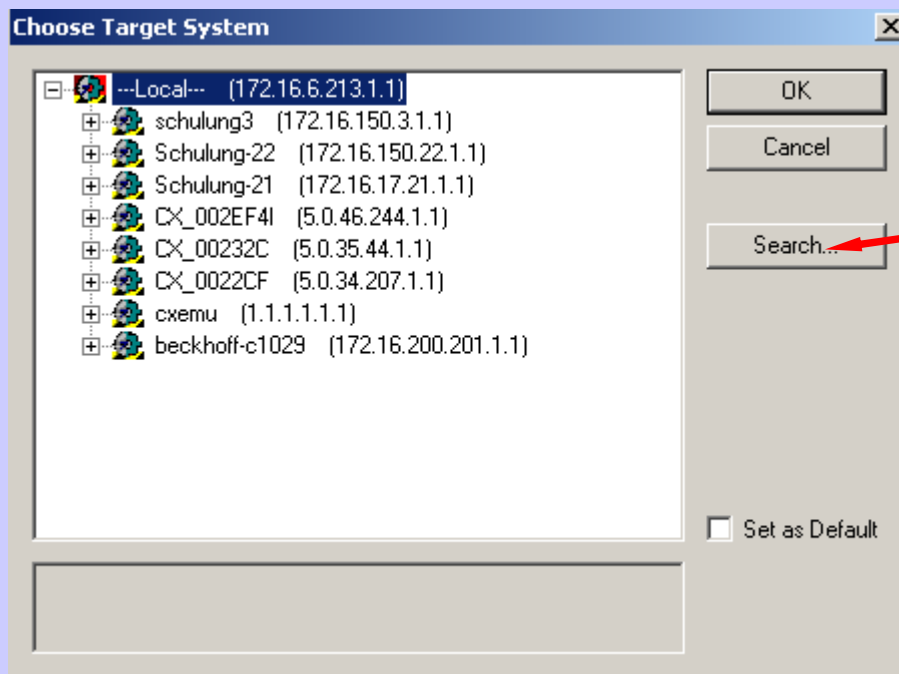 Choose Target System
---Local--- (172.16.6.213.1.1)
schulung3 (172.16.150.3.1.1)
Schulung-22 (172.16.150.22.1.1)
Schulung-21 (172.16.17.21.1.1)
CX_002EF4I (5.0.46.244.1.1)
CX_00232C (5.0.35.44.1.1)
CX_0022CF (5.0.34.207.1.1)
cxemu (1.1.1.1.1.1)
beckhoff-c1029 (172.16.200.201.1.1)
OK
Cancel
Search...
Set as Default